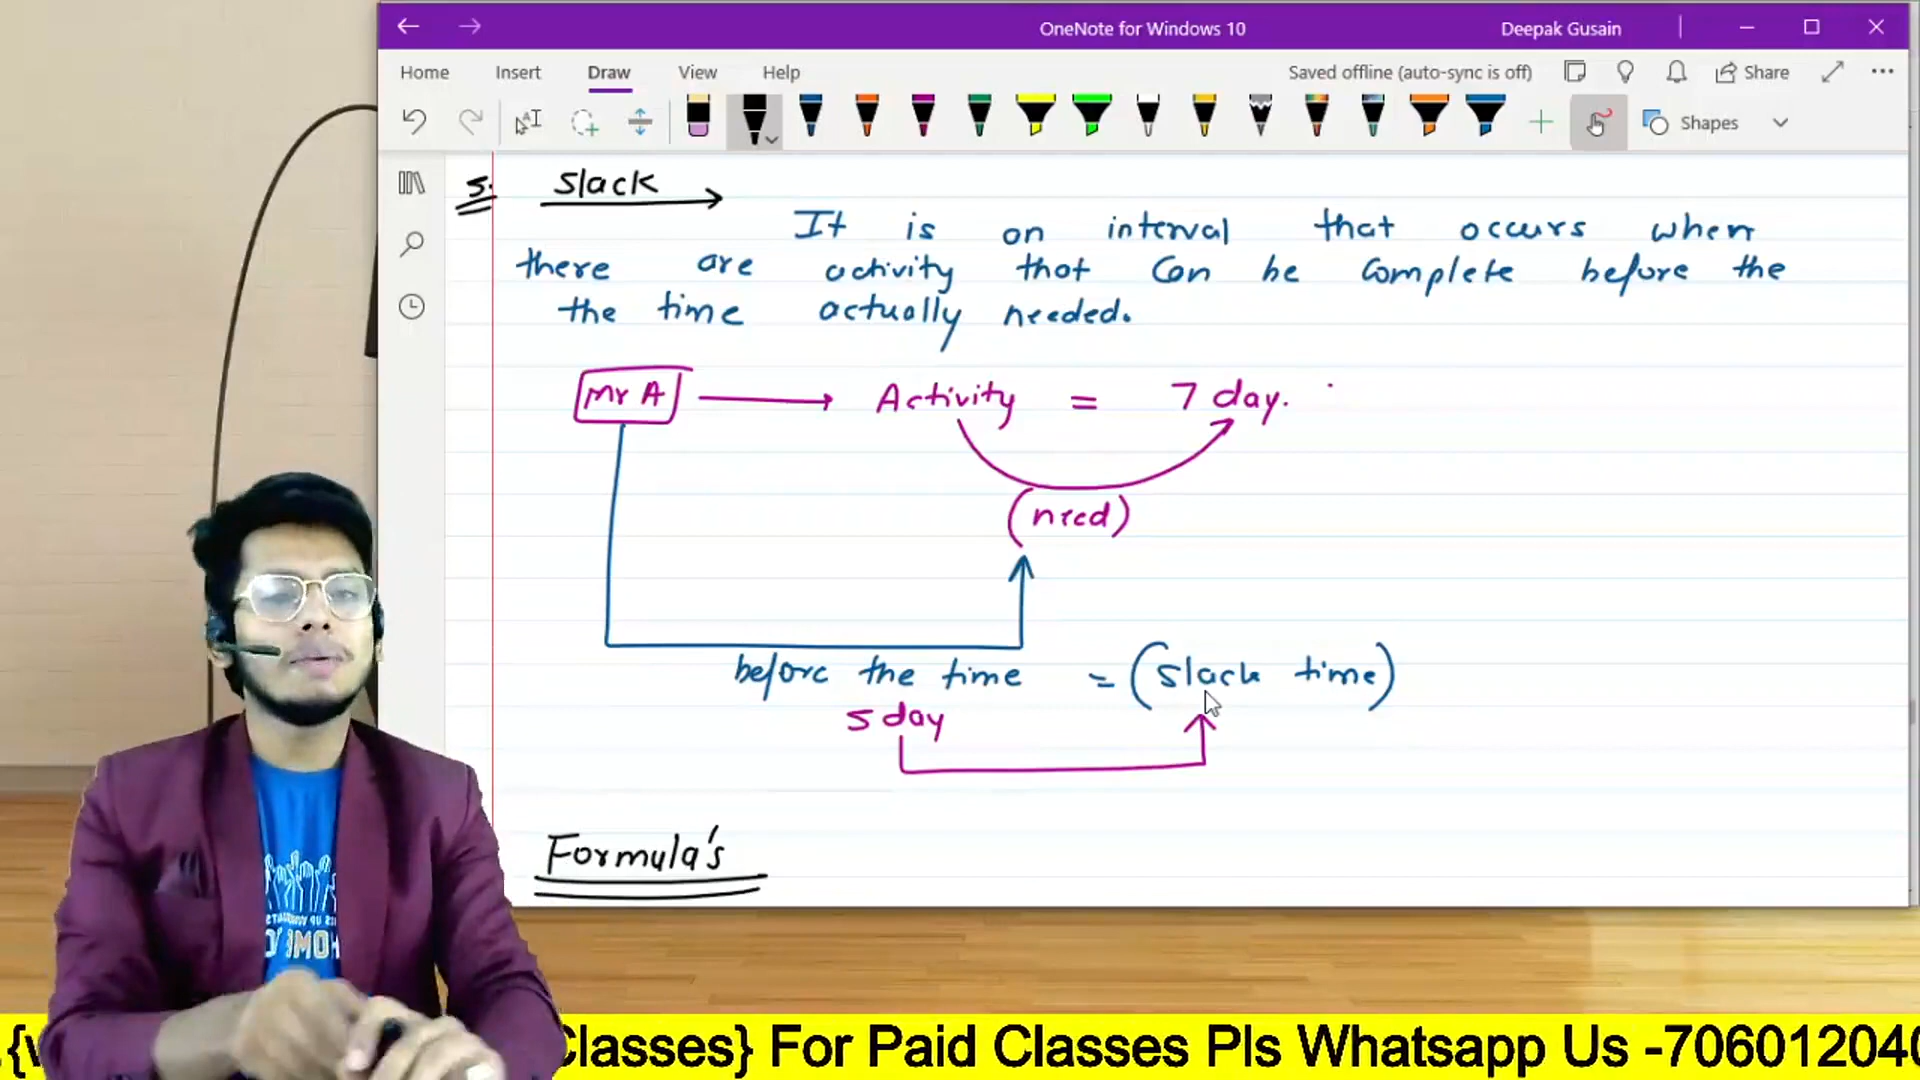 OneNote for Windows 10
Deepak Gusain
Home Insert Draw View Help
Saved offline (auto-sync is off)
Share
Shapes
5. Slack
It is on interval that occurs when
there are activity that can be complete before the
the time actually needed.
Mr A Activity = 7 day.
(need)
before the time = (slack time)
5 day
Formula's
HOME
Classes} For Paid Classes Pls Whatsapp Us -706012040